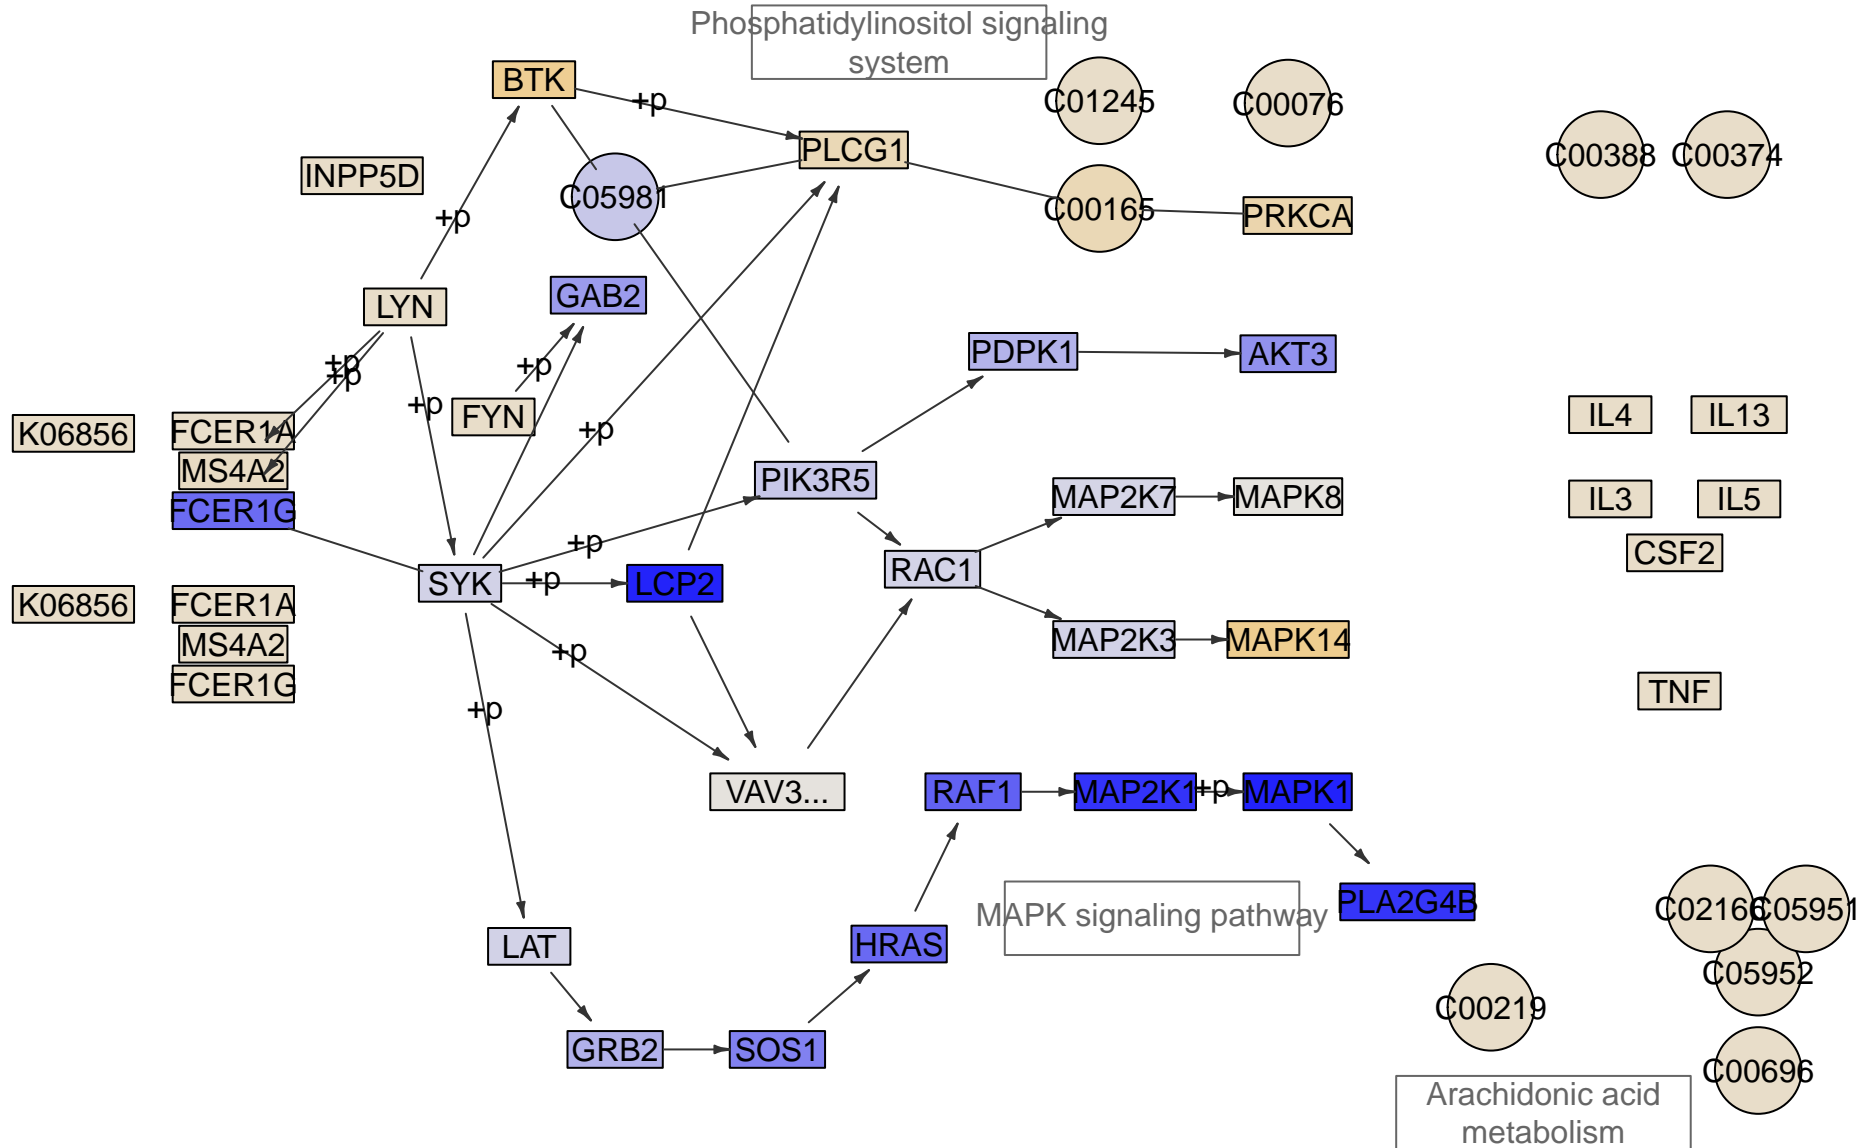 Phosphatidylinositol signaling
system
BTK
+p
C01245
C00076
PLCG1
C00388
C00374
INPP5D
C05981
+p
C00165
PRKCA
LYN
GAB2
+p
+p
+p
PDPK1
AKT3
+p
FYN
+p
K06856
FCER1A
MS4A2
FCER1G
IL4
IL13
PIK3R5
MAP2K7
MAPK8
IL3
IL5
+p
CSF2
SYK
+p
LCP2
RAC1
K06856
FCER1A
MS4A2
FCER1G
+p
MAP2K3
MAPK14
TNF
+p
VAV3...
RAF1
MAP2K1
+p
MAPK1
MAPK signaling pathway
PLA2G4B
C02166
C05951
LAT
HRAS
C05952
C00219
GRB2
SOS1
C00696
Arachidonic acid
metabolism